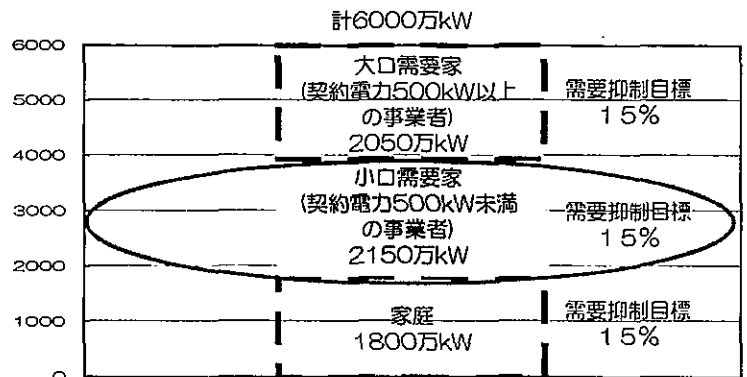 計6000万kW
6000
大口需要家
(契約電力500kW以上
の事業者)
2050万kW
需要抑制目標
15%
5000
4000
小口需要家
(契約電力500kW未満
の事業者)
2150万kW
需要抑制目標
15%
3000
2000
家庭
1800万kW
需要抑制目標
15%
1000
0